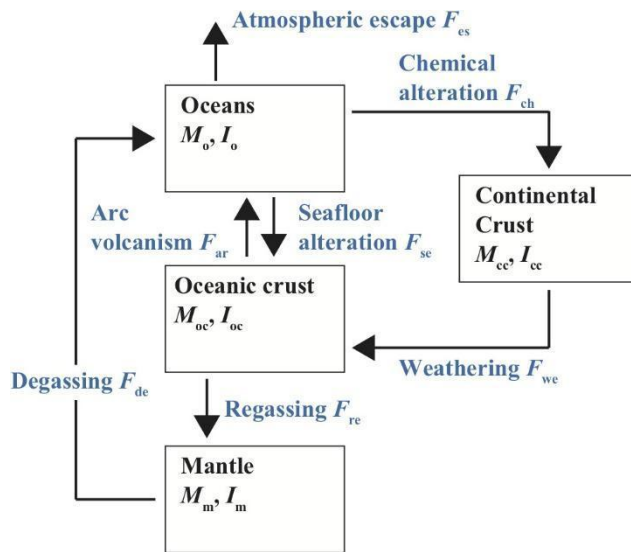 Atmospheric escape Fes
Chemical
alteration Fch
Oceans
Mo, Io
Continental
Crust
Mcc, Icc
Arc
volcanism Far
Seafloor
alteration Fse
Oceanic crust
Moc, Ioc
Weathering Fwe
Degassing Fde
Regassing Fre
Mantle
Mm, Im